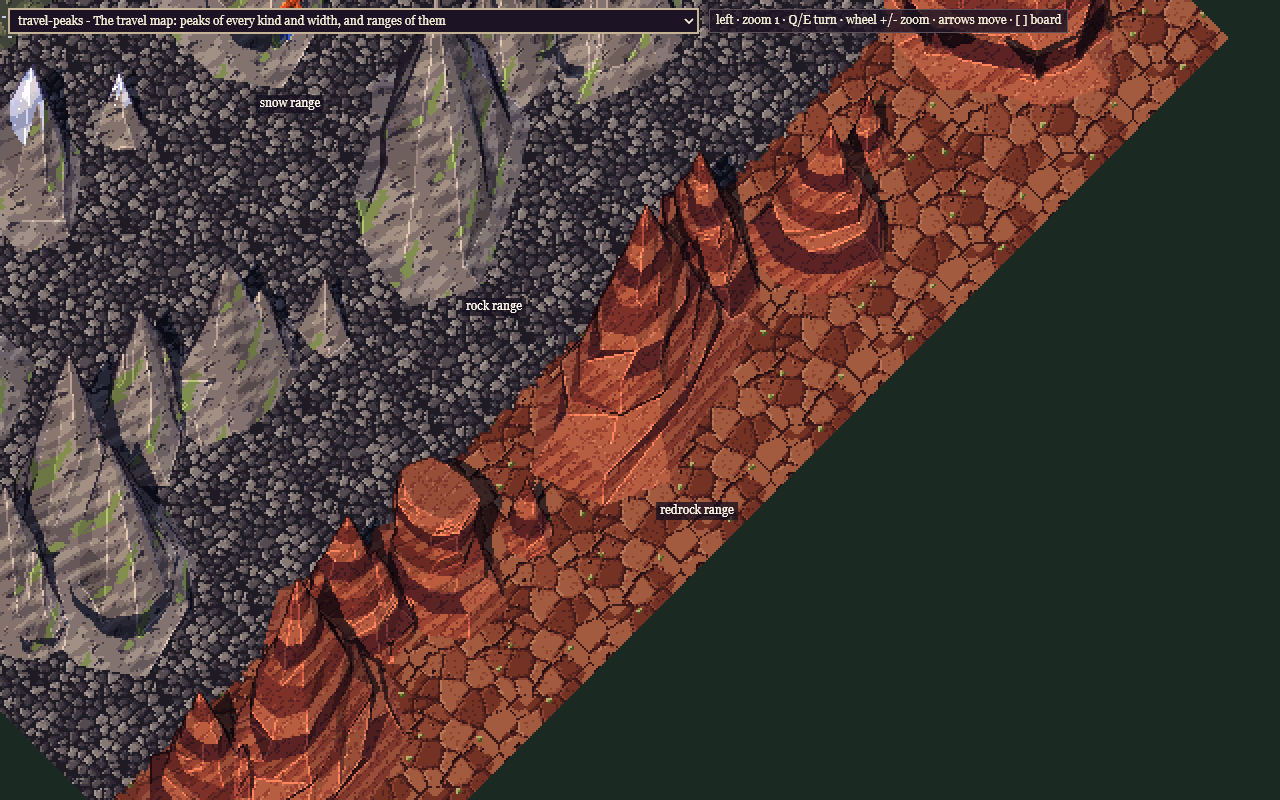 travel-peaks - The travel map: peaks of every kind and width, and ranges of them
left · zoom 1 · Q/E turn · wheel +/- zoom · arrows move · [ ] board
snow range
rock range
redrock range